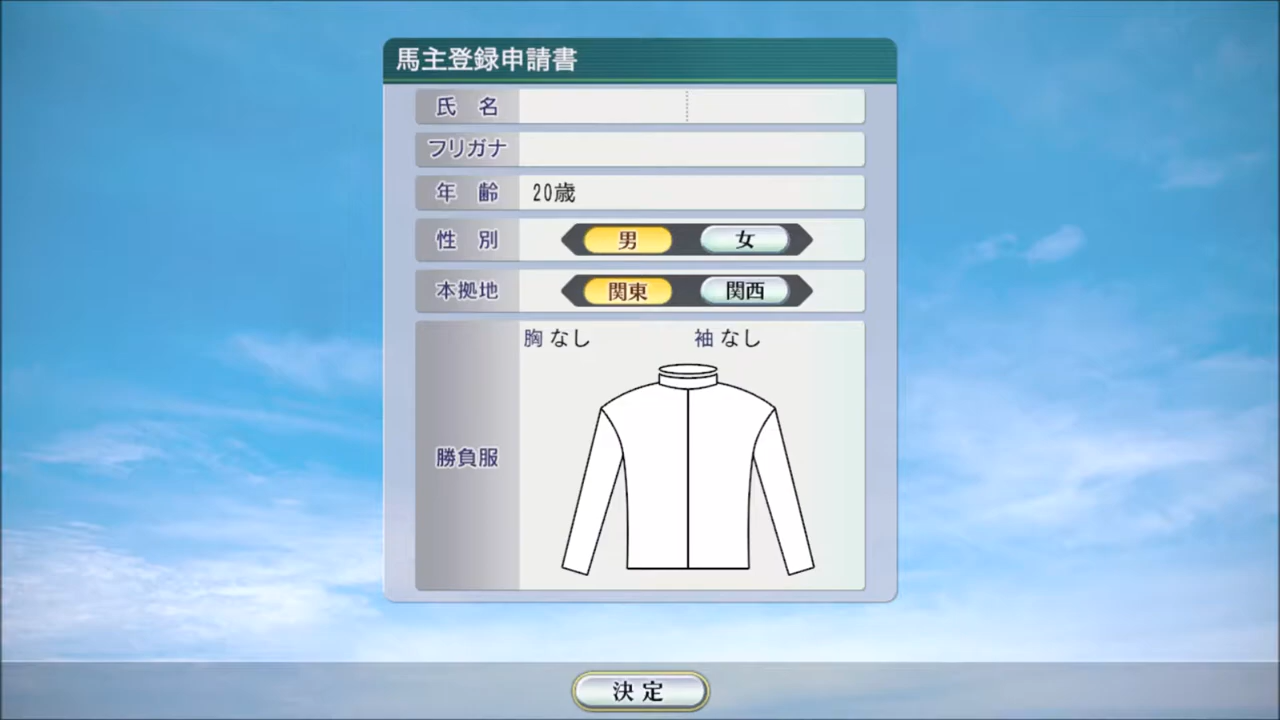 馬主登録申請書
氏 名
フリガナ
年 齢 20歳
性 別 男 女
本拠地 関東 関西
胸 なし 袖 なし
勝負服
決定